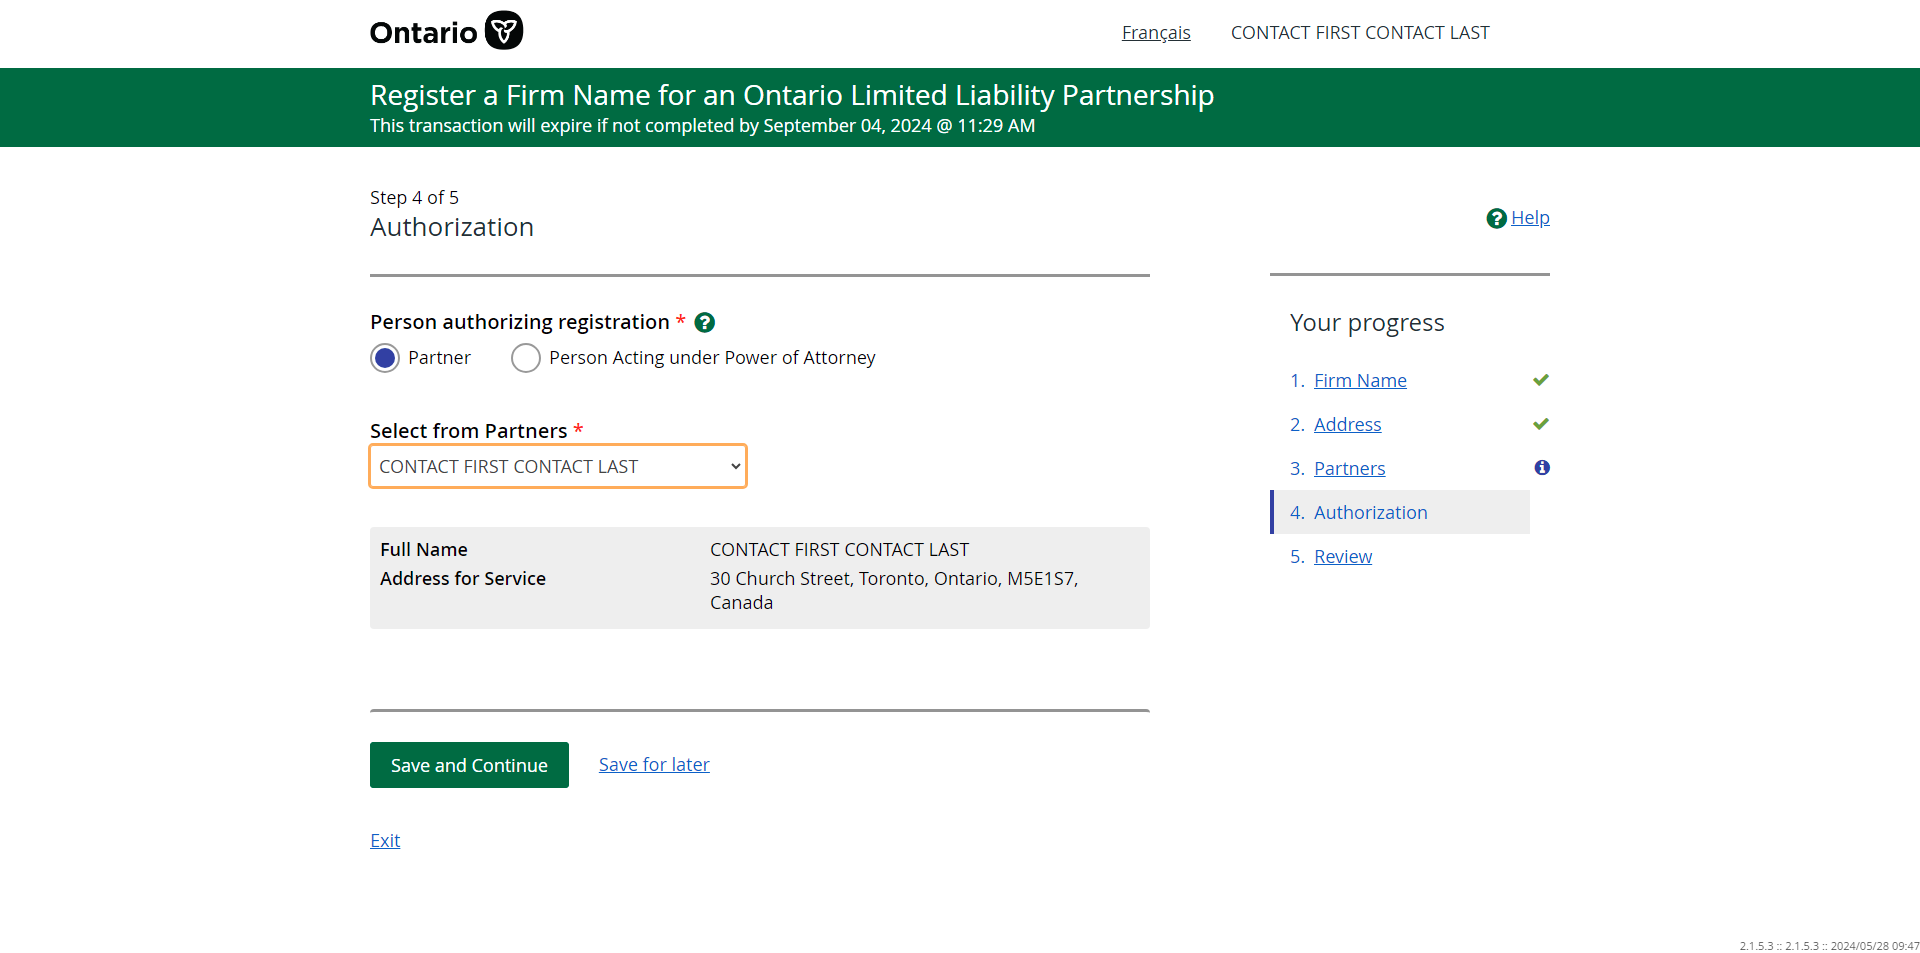 Ontario
Français
CONTACT FIRST CONTACT LAST
Register a Firm Name for an Ontario Limited Liability Partnership
This transaction will expire if not completed by September 04, 2024 @ 11:29 AM
Step 4 of 5
Authorization
Help
Person authorizing registration *
Partner
Person Acting under Power of Attorney
Select from Partners *
CONTACT FIRST CONTACT LAST
Full Name CONTACT FIRST CONTACT LAST
Address for Service 30 Church Street, Toronto, Ontario, M5E1S7,
Canada
Save and Continue
Save for later
Exit
Your progress
1. Firm Name
2. Address
3. Partners
4. Authorization
5. Review
2.1.5.3 :: 2.1.5.3 :: 2024/05/28 09:47